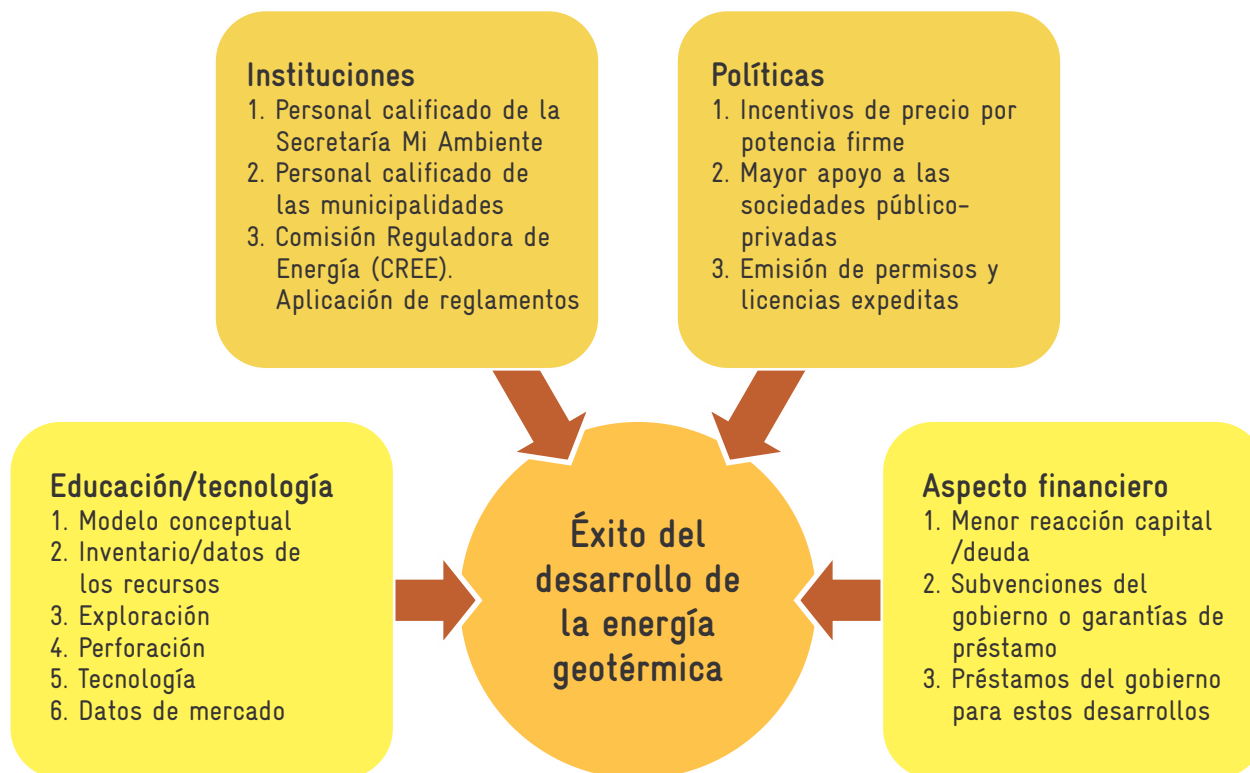 Instituciones
1. Personal calificado de la
Secretaría Mi Ambiente
2. Personal calificado de
las municipalidades
3. Comisión Reguladora de
Energía (CREE).
Aplicación de reglamentos
Políticas
1. Incentivos de precio por
potencia firme
2. Mayor apoyo a las
sociedades público-
privadas
3. Emisión de permisos y
licencias expeditas
Educación/tecnología
1. Modelo conceptual
2. Inventario/datos de
los recursos
3. Exploración
4. Perforación
5. Tecnología
6. Datos de mercado
Éxito del
desarrollo de
la energía
geotérmica
Aspecto financiero
1. Menor reacción capital
/deuda
2. Subvenciones del
gobierno o garantías de
préstamo
3. Préstamos del gobierno
para estos desarrollos